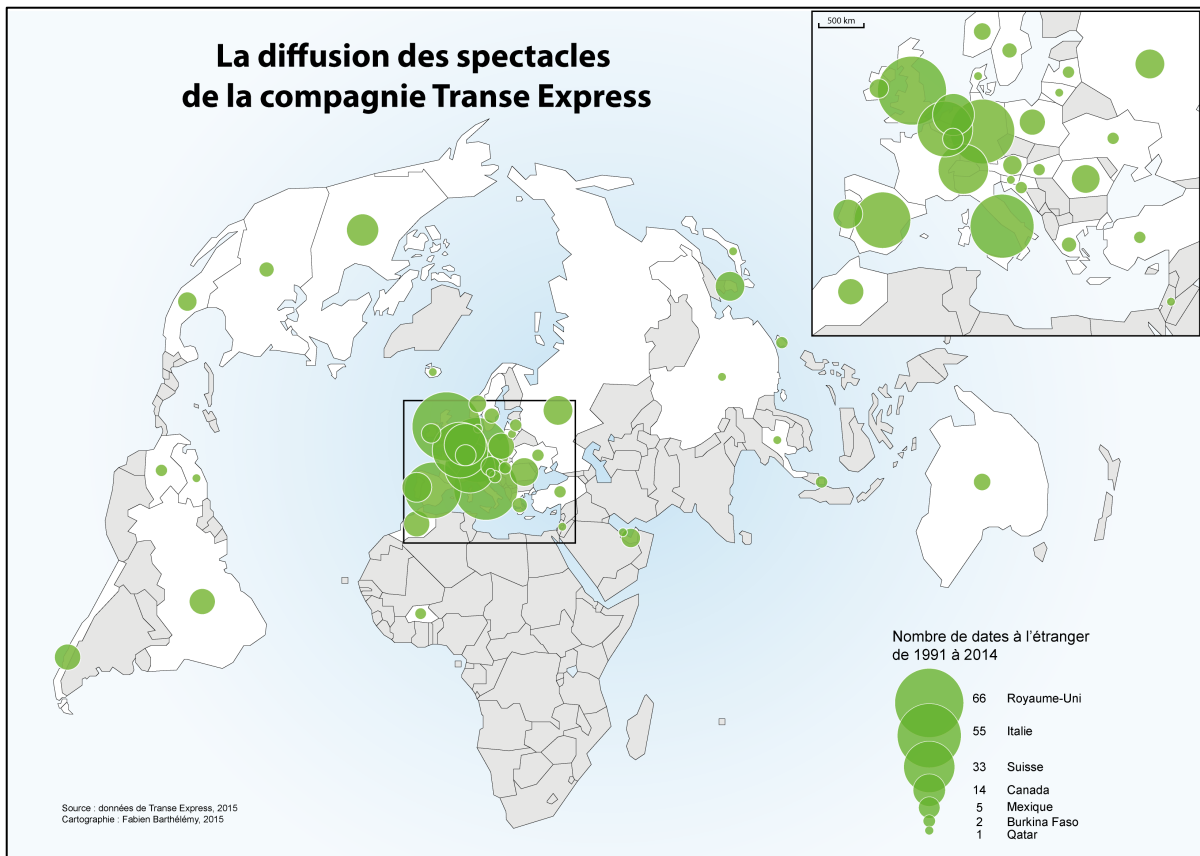 La diffusion des spectacles
de la compagnie Transe Express
500 km
Nombre de dates à l'étranger
de 1991 à 2014
66 Royaume-Uni
55 Italie
33 Suisse
14 Canada
5 Mexique
2 Burkina Faso
1 Qatar
Source : données de Transe Express, 2015
Cartographie : Fabien Barthélémy, 2015